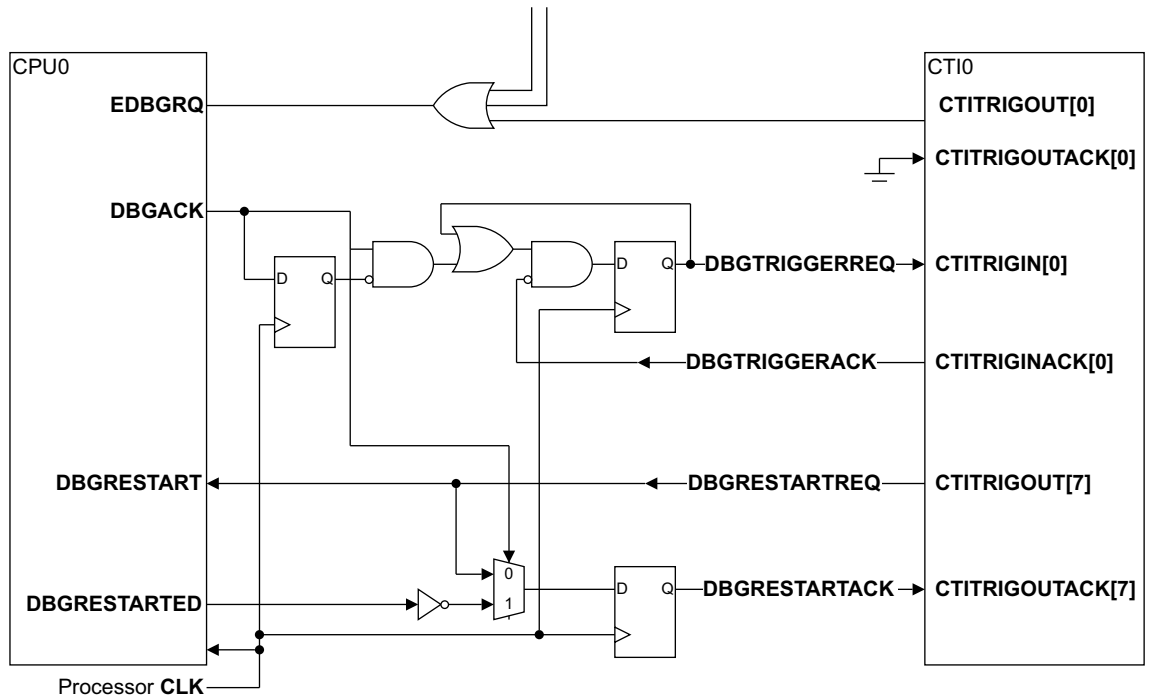 CPU0
CTI0
EDBGRQ
CTITRIGOUT[0]
CTITRIGOUTACK[0]
DBGACK
D
Q
D
Q
DBGTRIGGERREQ
CTITRIGIN[0]
DBGTRIGGERACK
CTITRIGINACK[0]
DBGRESTART
DBGRESTARTREQ
CTITRIGOUT[7]
0
1
DBGRESTARTED
D
Q
DBGRESTARTACK
CTITRIGOUTACK[7]
Processor CLK